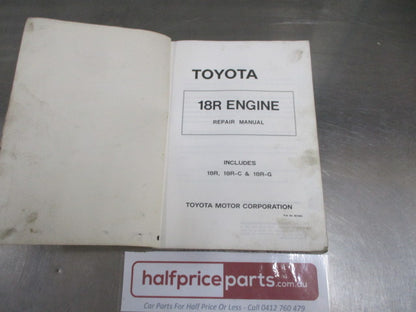 TOYOTA
18R ENGINE
REPAIR MANUAL
INCLUDES
18R, 18R-C & 18R-G
TOYOTA MOTOR CORPORATION
halfpriceparts.com.au
Car Parts For Half Price Or Less - Call 0412 760 479